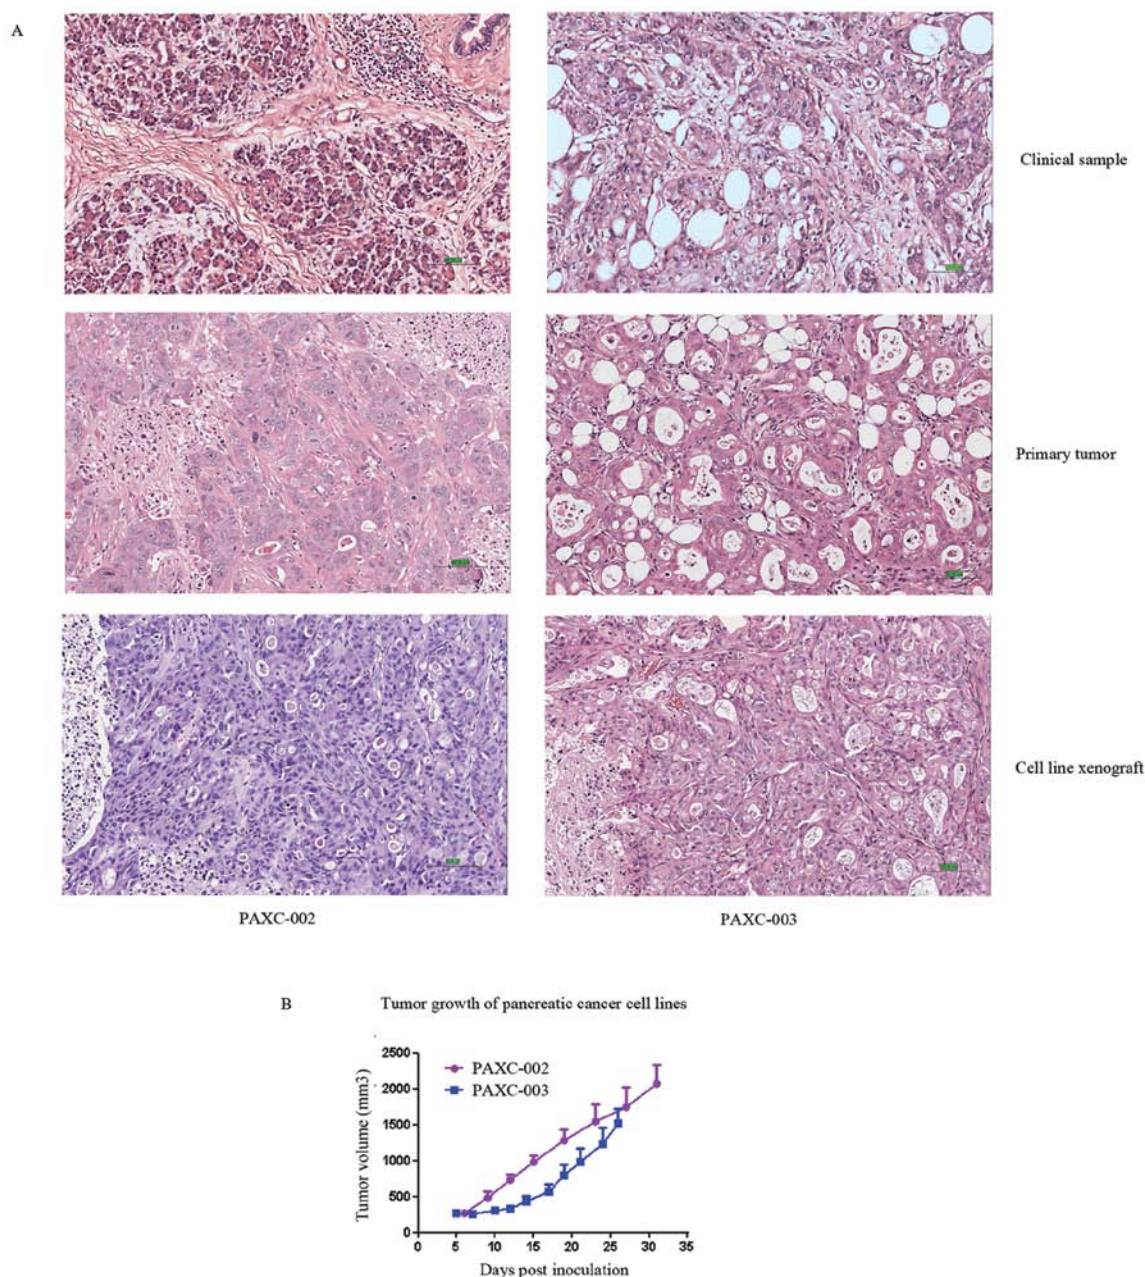 A
Clinical sample
Primary tumor
Cell line xenograft
PAXC-002 PAXC-003
B Tumor growth of pancreatic cancer cell lines
PAXC-002
PAXC-003
Tumor volume (mm3)
2500
2000
1500
1000
500
0
0 5 10 15 20 25 30 35
Days post inoculation